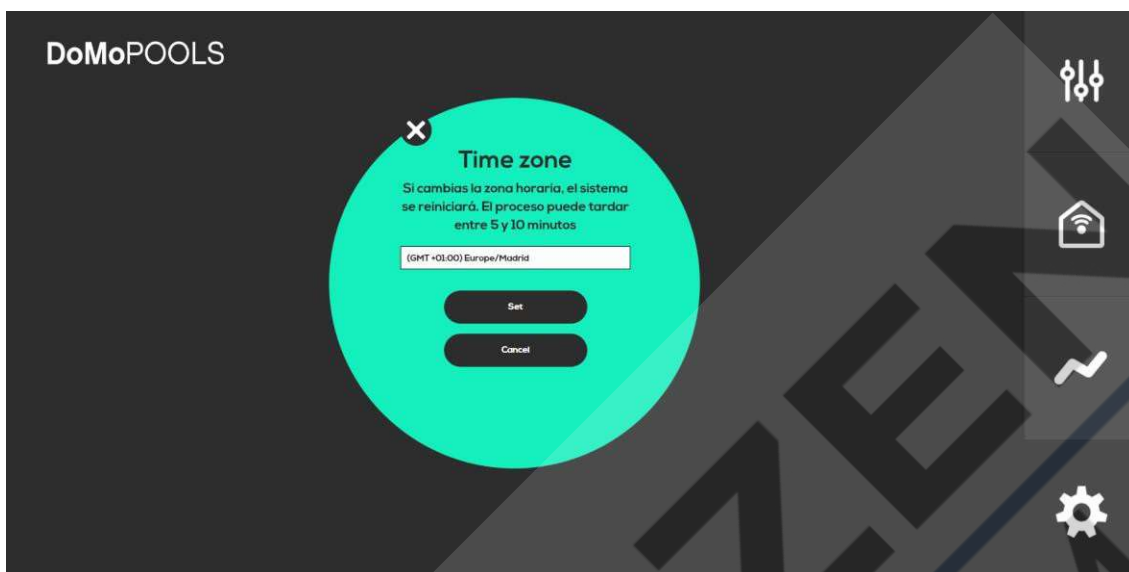 DoMoPOOLS
Time zone
Si cambias la zona horaria, el sistema
se reiniciará. El proceso puede tardar
entre 5 y 10 minutos
(GMT +01:00) Europe/Madrid
Set
Cancel